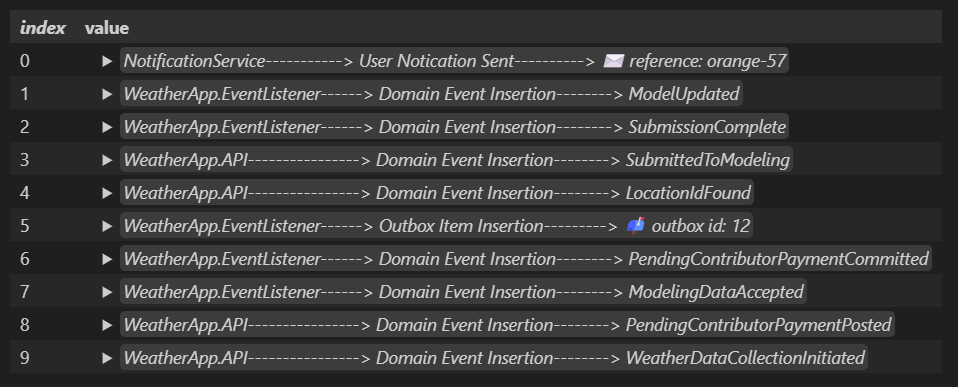 index value
0 ▶ NotificationService-----------> User Notication Sent----------> ✉️ reference: orange-57
1 ▶ WeatherApp.EventListener------> Domain Event Insertion--------> ModelUpdated
2 ▶ WeatherApp.EventListener------> Domain Event Insertion--------> SubmissionComplete
3 ▶ WeatherApp.API----------------> Domain Event Insertion--------> SubmittedToModeling
4 ▶ WeatherApp.API----------------> Domain Event Insertion--------> LocationIdFound
5 ▶ WeatherApp.EventListener------> Outbox Item Insertion---------> 📬 outbox id: 12
6 ▶ WeatherApp.EventListener------> Domain Event Insertion--------> PendingContributorPaymentCommitted
7 ▶ WeatherApp.EventListener------> Domain Event Insertion--------> ModelingDataAccepted
8 ▶ WeatherApp.API----------------> Domain Event Insertion--------> PendingContributorPaymentPosted
9 ▶ WeatherApp.API----------------> Domain Event Insertion--------> WeatherDataCollectionInitiated